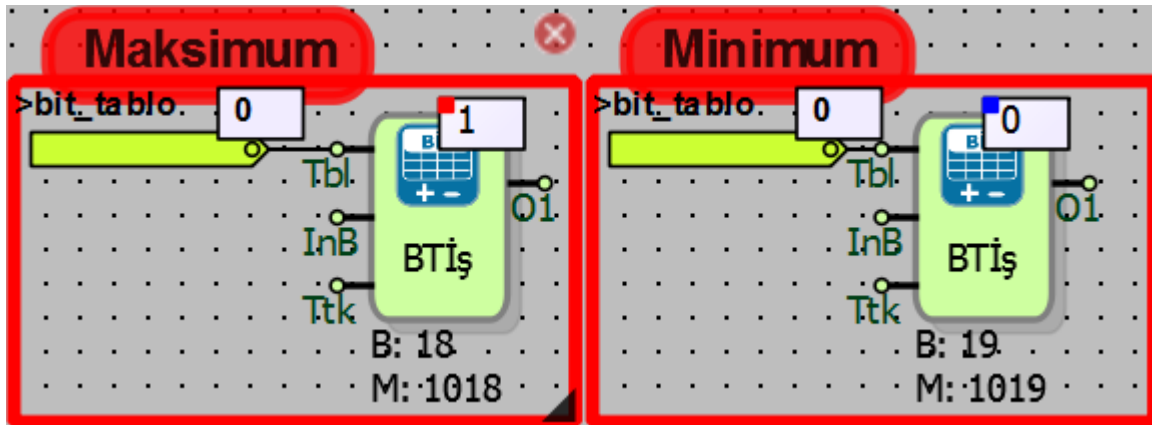 Maksimum
>bit_tablo.
0
1
B
Tbl
O1
InB
BTİş
Ttk
B: 18
M: 1018
Minimum
>bit_tablo.
0
0
B
Tbl
O1
InB
BTİş
Ttk
B: 19
M: 1019